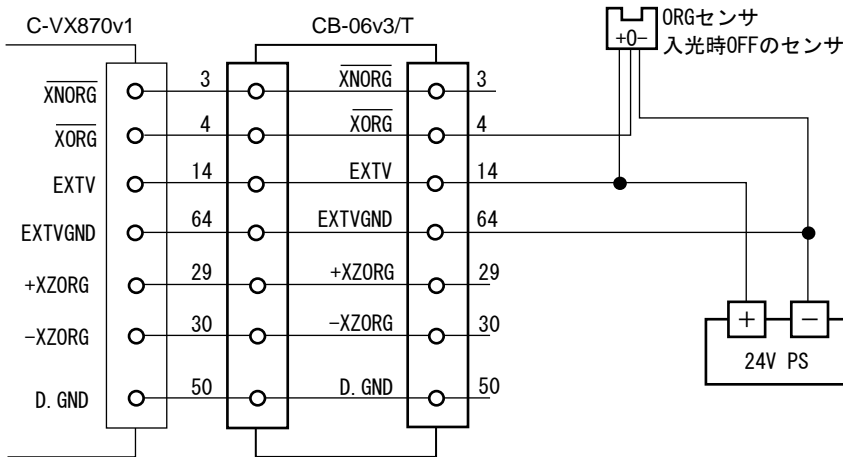 C-VX870v1
CB-06v3/T
ORGセンサ
+O−
入光時OFFのセンサ
XNORG 3 XNORG 3
XORG 4 XORG 4
EXTV 14 EXTV 14
EXTVGND 64 EXTVGND 64
+XZORG 29 +XZORG 29
−XZORG 30 −XZORG 30
D.GND 50 D.GND 50
+ −
24V PS